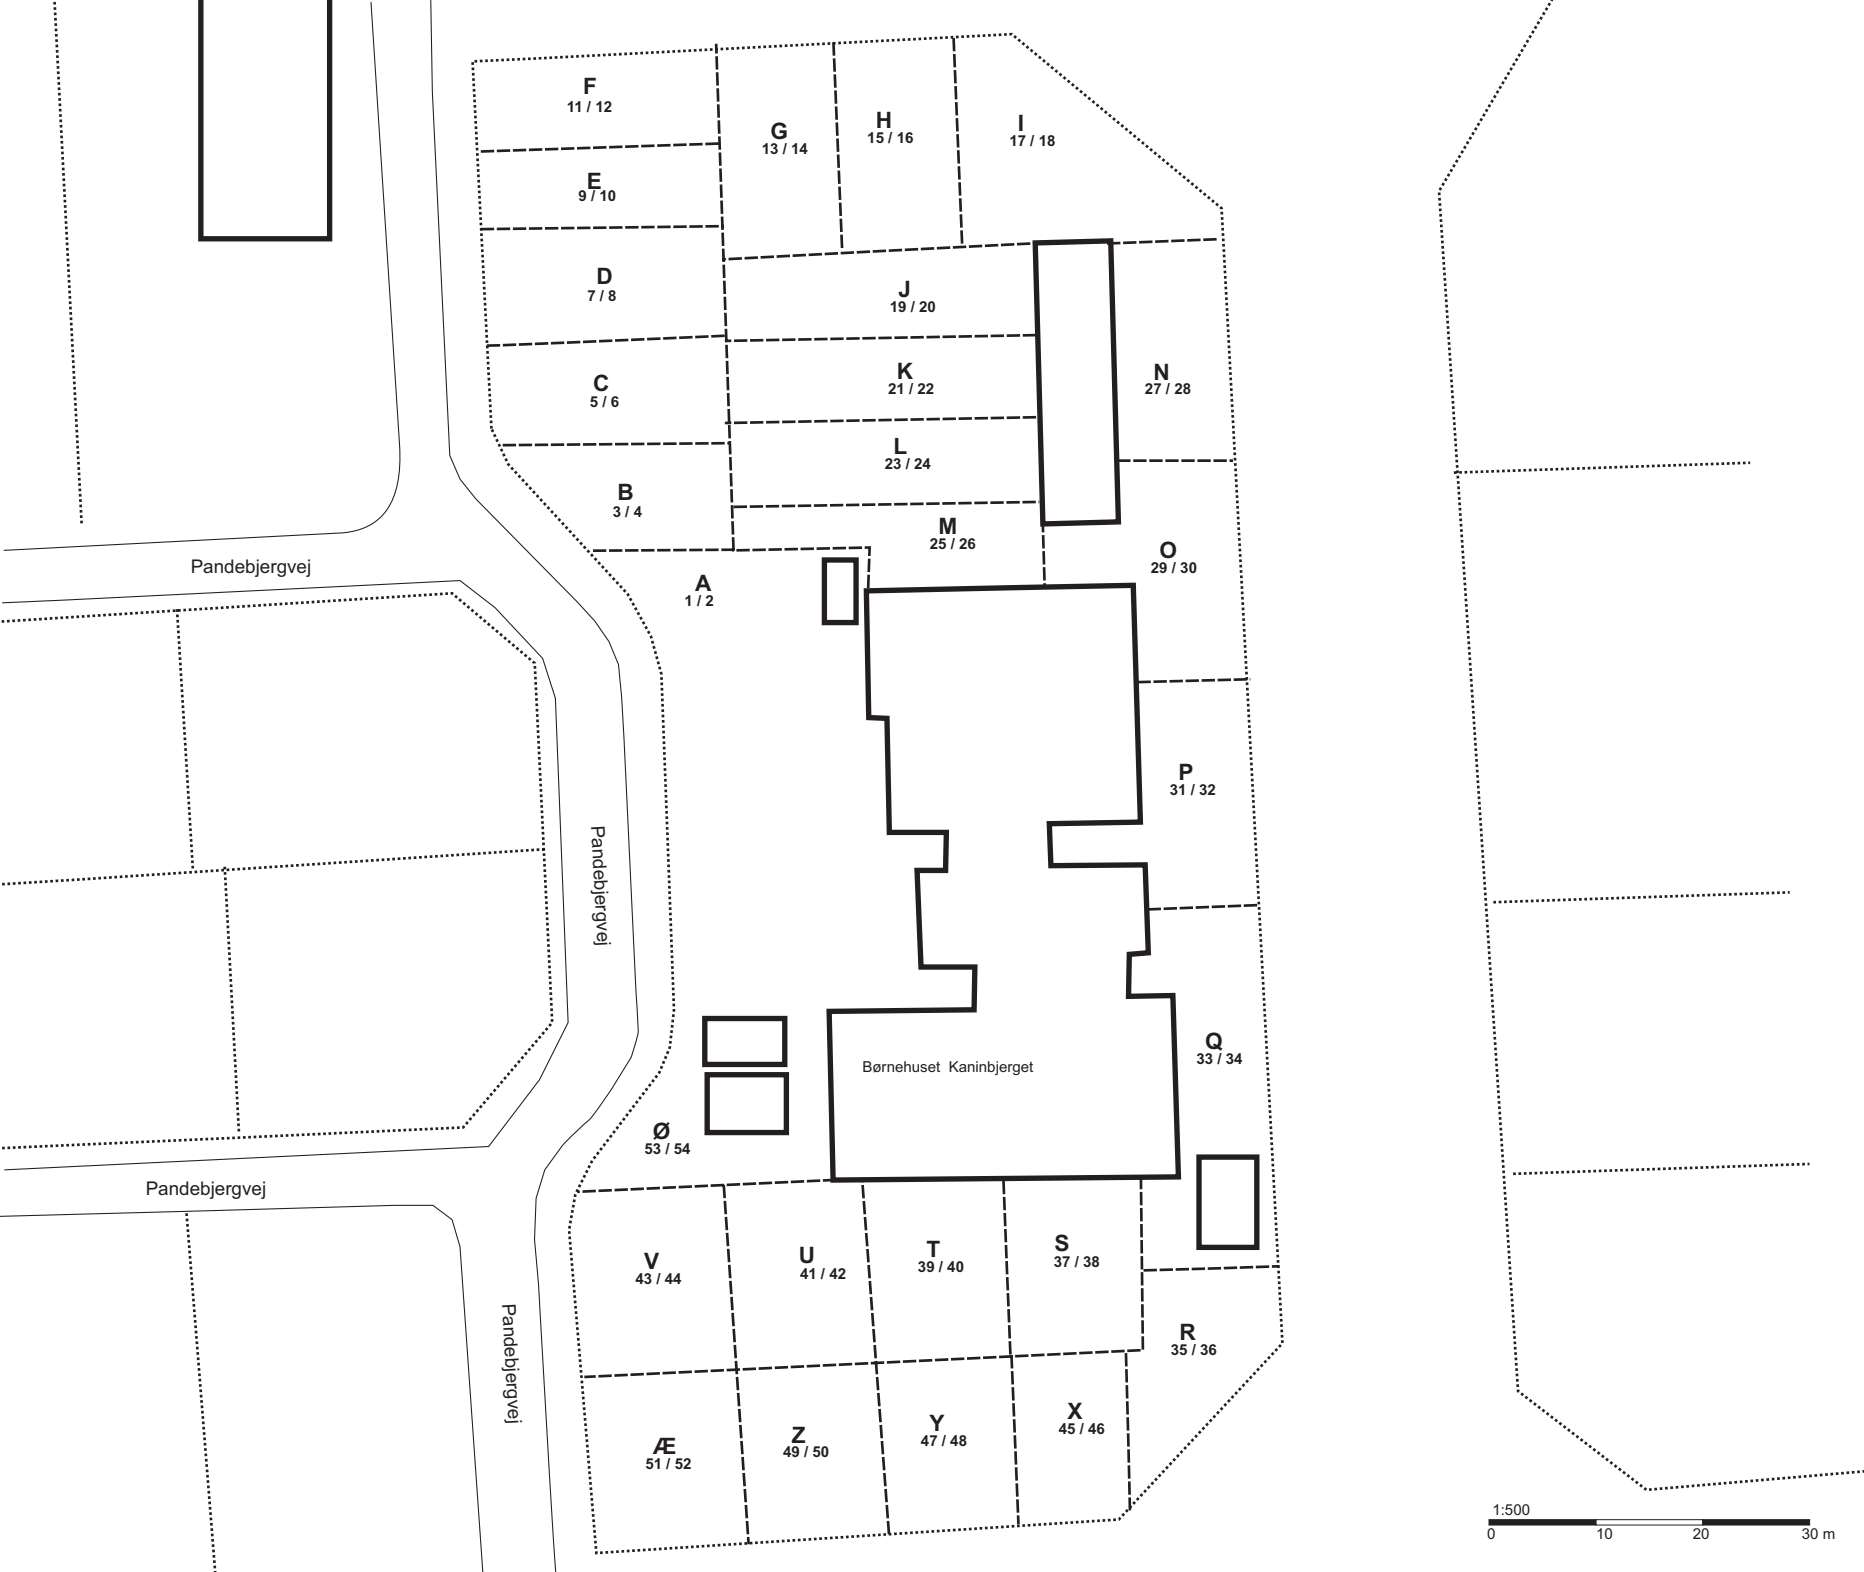 F
11 / 12
G
13 / 14
H
15 / 16
I
17 / 18
E
9 / 10
D
7 / 8
J
19 / 20
C
5 / 6
K
21 / 22
N
27 / 28
L
23 / 24
B
3 / 4
M
25 / 26
O
29 / 30
Pandebjergvej
A
1 / 2
P
31 / 32
Pandebjergvej
Q
33 / 34
Børnehuset Kaninbjerget
Ø
53 / 54
Pandebjergvej
V
43 / 44
U
41 / 42
T
39 / 40
S
37 / 38
R
35 / 36
Pandebjergvej
Æ
51 / 52
Z
49 / 50
Y
47 / 48
X
45 / 46
1:500
0 10 20 30 m